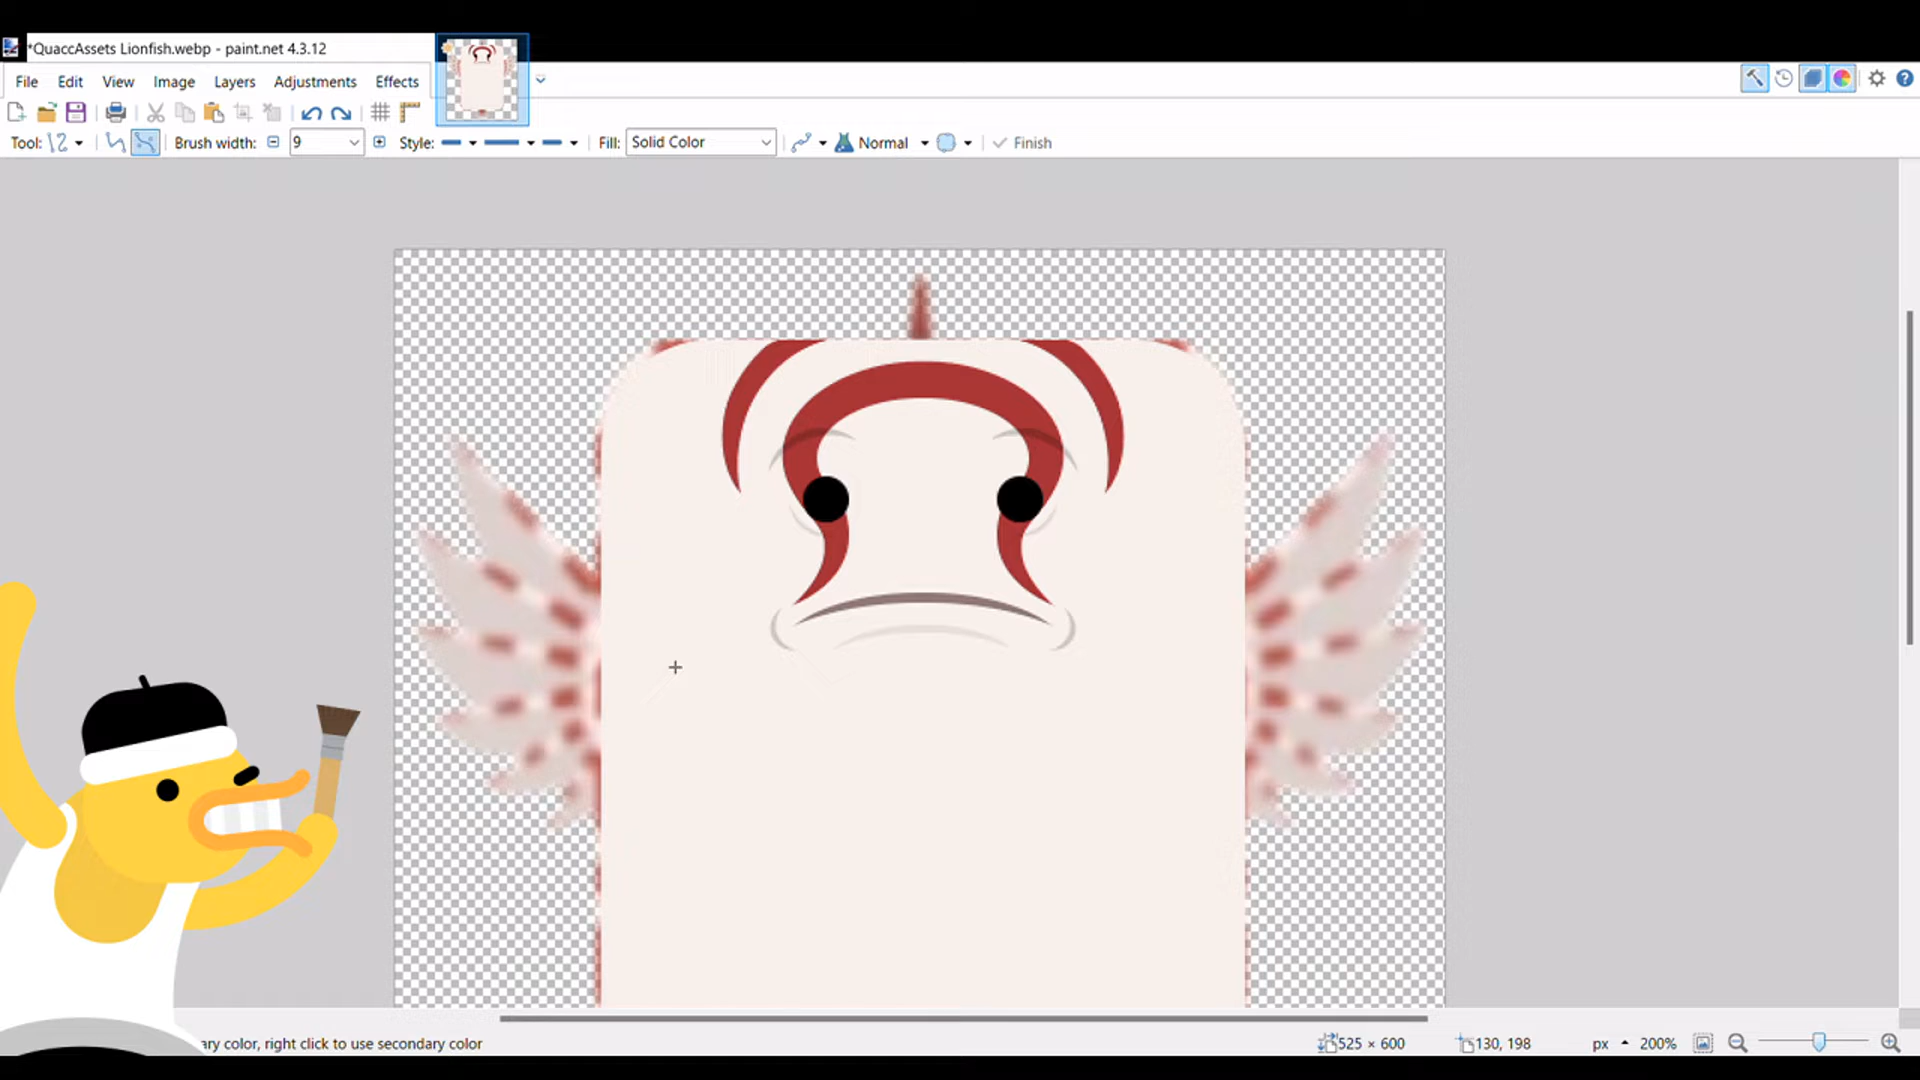 *QuaccAssets Lionfish.webp - paint.net 4.3.12
File Edit View Image Layers Adjustments Effects
Tool: Brush width: 9 Style: Fill: Solid Color Normal Finish
ary color, right click to use secondary color 525 × 600 130, 198 px 200%